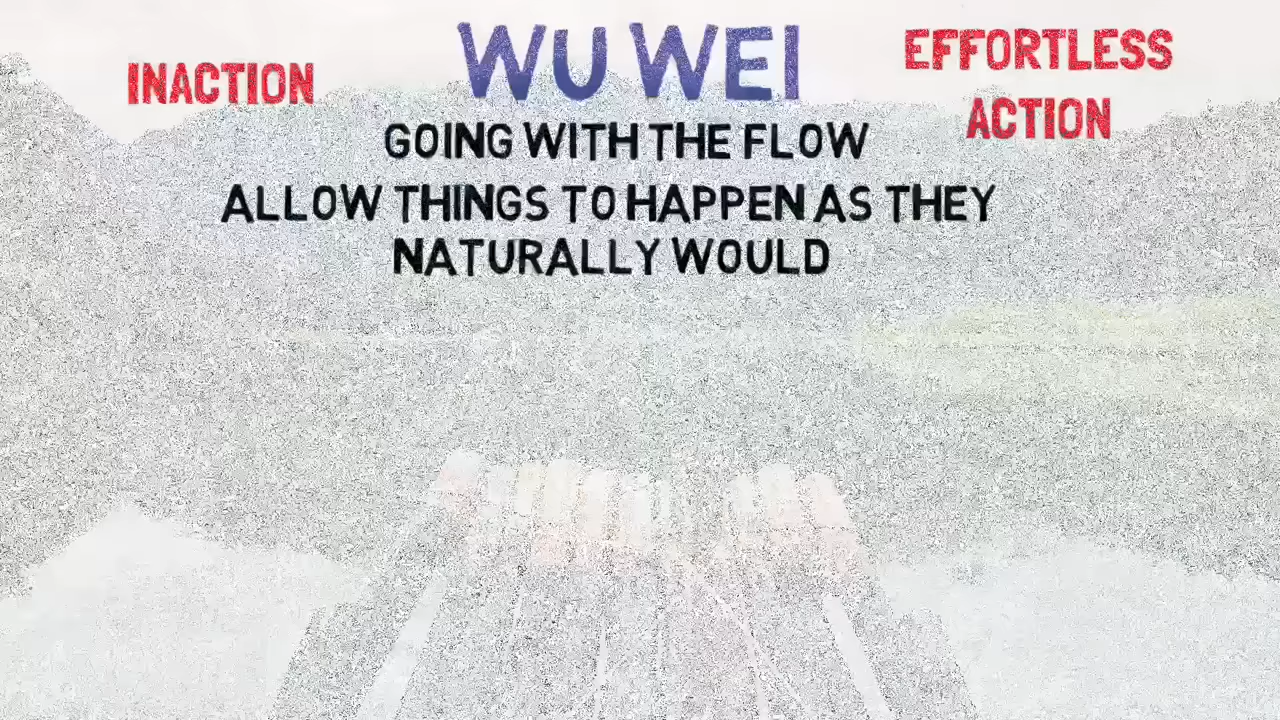 INACTION
WU WEI
EFFORTLESS
ACTION
GOING WITH THE FLOW
ALLOW THINGS TO HAPPEN AS THEY
NATURALLY WOULD